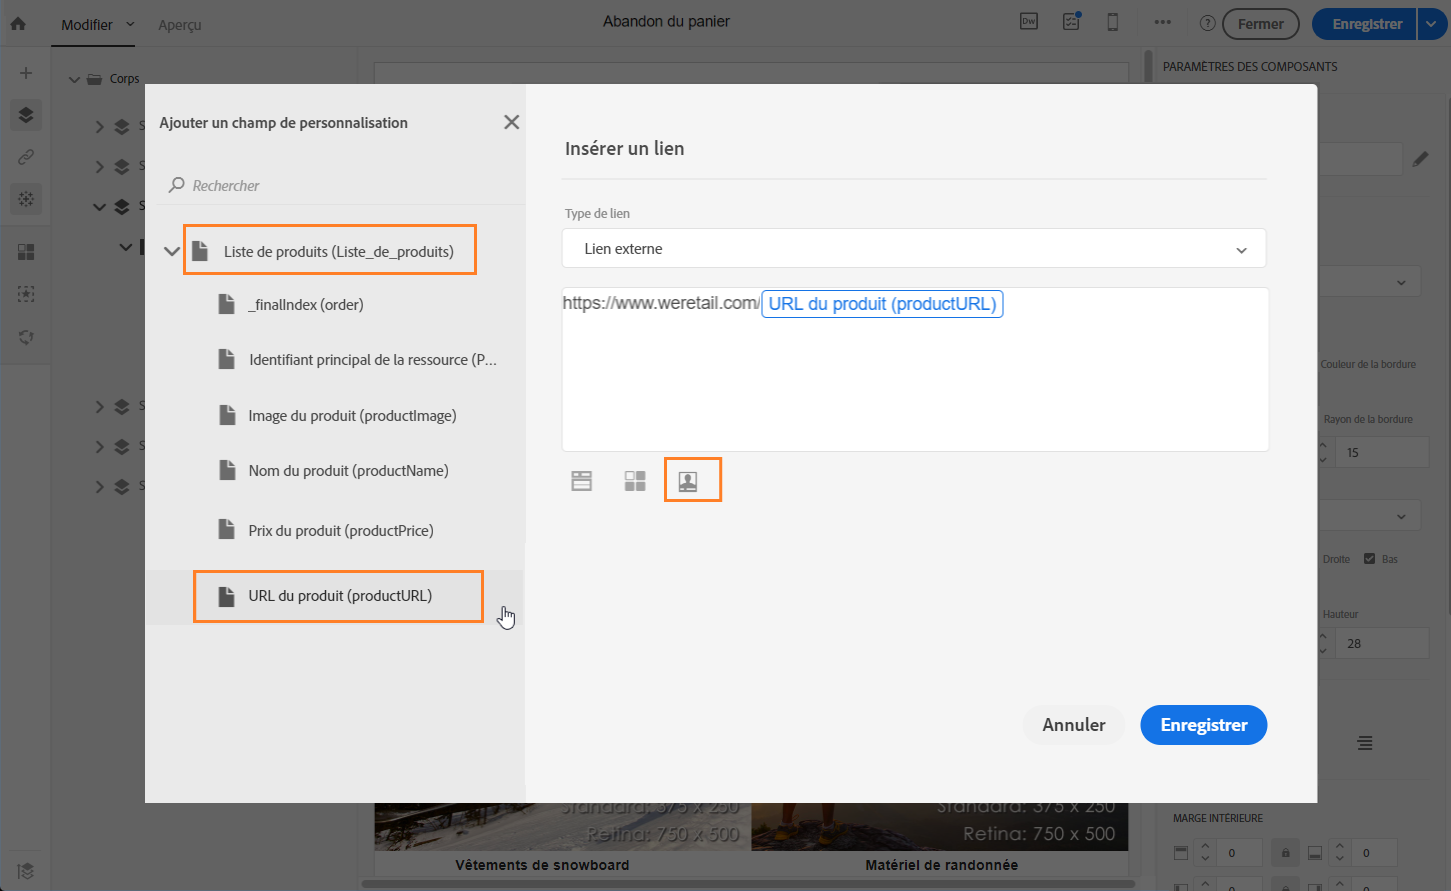 Modifier
Aperçu
Abandon du panier
Dw
?
Fermer
Enregistrer
Corps
PARAMÈTRES DES COMPOSANTS
Ajouter un champ de personnalisation
Rechercher
Liste de produits (Liste_de_produits)
_finalIndex (order)
Identifiant principal de la ressource (P...
Image du produit (productImage)
Nom du produit (productName)
Prix du produit (productPrice)
URL du produit (productURL)
Insérer un lien
Type de lien
Lien externe
https://www.weretail.com/ URL du produit (productURL)
Annuler
Enregistrer
S
S
S
S
S
S
Couleur de la bordure
Rayon de la bordure
15
Droite
Bas
Hauteur
28
Standard: 375 x 250
Retina: 750 x 500
Standard: 375 x 250
Retina: 750 x 500
Vêtements de snowboard
Matériel de randonnée
MARGE INTÉRIEURE
0
0